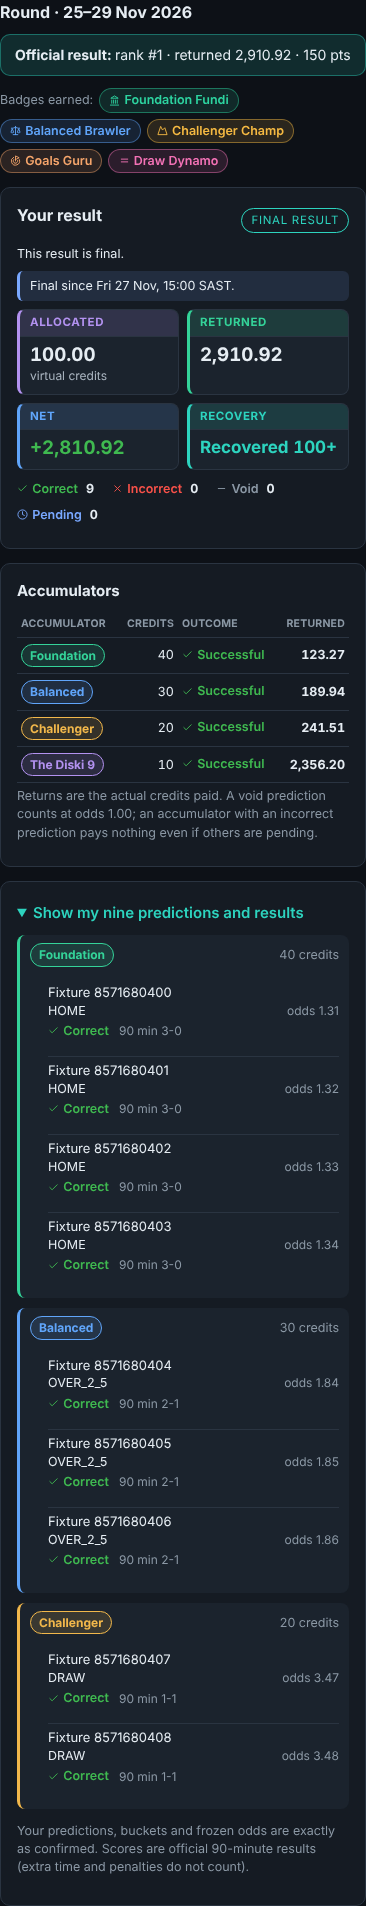 Round · 25–29 Nov 2026
Official result: rank #1 · returned 2,910.92 · 150 pts
Badges earned: Foundation Fundi
Balanced Brawler Challenger Champ
Goals Guru Draw Dynamo
Your result FINAL RESULT
This result is final.
Final since Fri 27 Nov, 15:00 SAST.
ALLOCATED RETURNED
100.00 2,910.92
virtual credits
NET RECOVERY
+2,810.92 Recovered 100+
Correct 9 Incorrect 0 Void 0
Pending 0
Accumulators
ACCUMULATOR CREDITS OUTCOME RETURNED
Foundation 40 Successful 123.27
Balanced 30 Successful 189.94
Challenger 20 Successful 241.51
The Diski 9 10 Successful 2,356.20
Returns are the actual credits paid. A void prediction
counts at odds 1.00; an accumulator with an incorrect
prediction pays nothing even if others are pending.
▼ Show my nine predictions and results
Foundation 40 credits
Fixture 8571680400
HOME odds 1.31
Correct 90 min 3-0
Fixture 8571680401
HOME odds 1.32
Correct 90 min 3-0
Fixture 8571680402
HOME odds 1.33
Correct 90 min 3-0
Fixture 8571680403
HOME odds 1.34
Correct 90 min 3-0
Balanced 30 credits
Fixture 8571680404
OVER_2_5 odds 1.84
Correct 90 min 2-1
Fixture 8571680405
OVER_2_5 odds 1.85
Correct 90 min 2-1
Fixture 8571680406
OVER_2_5 odds 1.86
Correct 90 min 2-1
Challenger 20 credits
Fixture 8571680407
DRAW odds 3.47
Correct 90 min 1-1
Fixture 8571680408
DRAW odds 3.48
Correct 90 min 1-1
Your predictions, buckets and frozen odds are exactly
as confirmed. Scores are official 90-minute results
(extra time and penalties do not count).